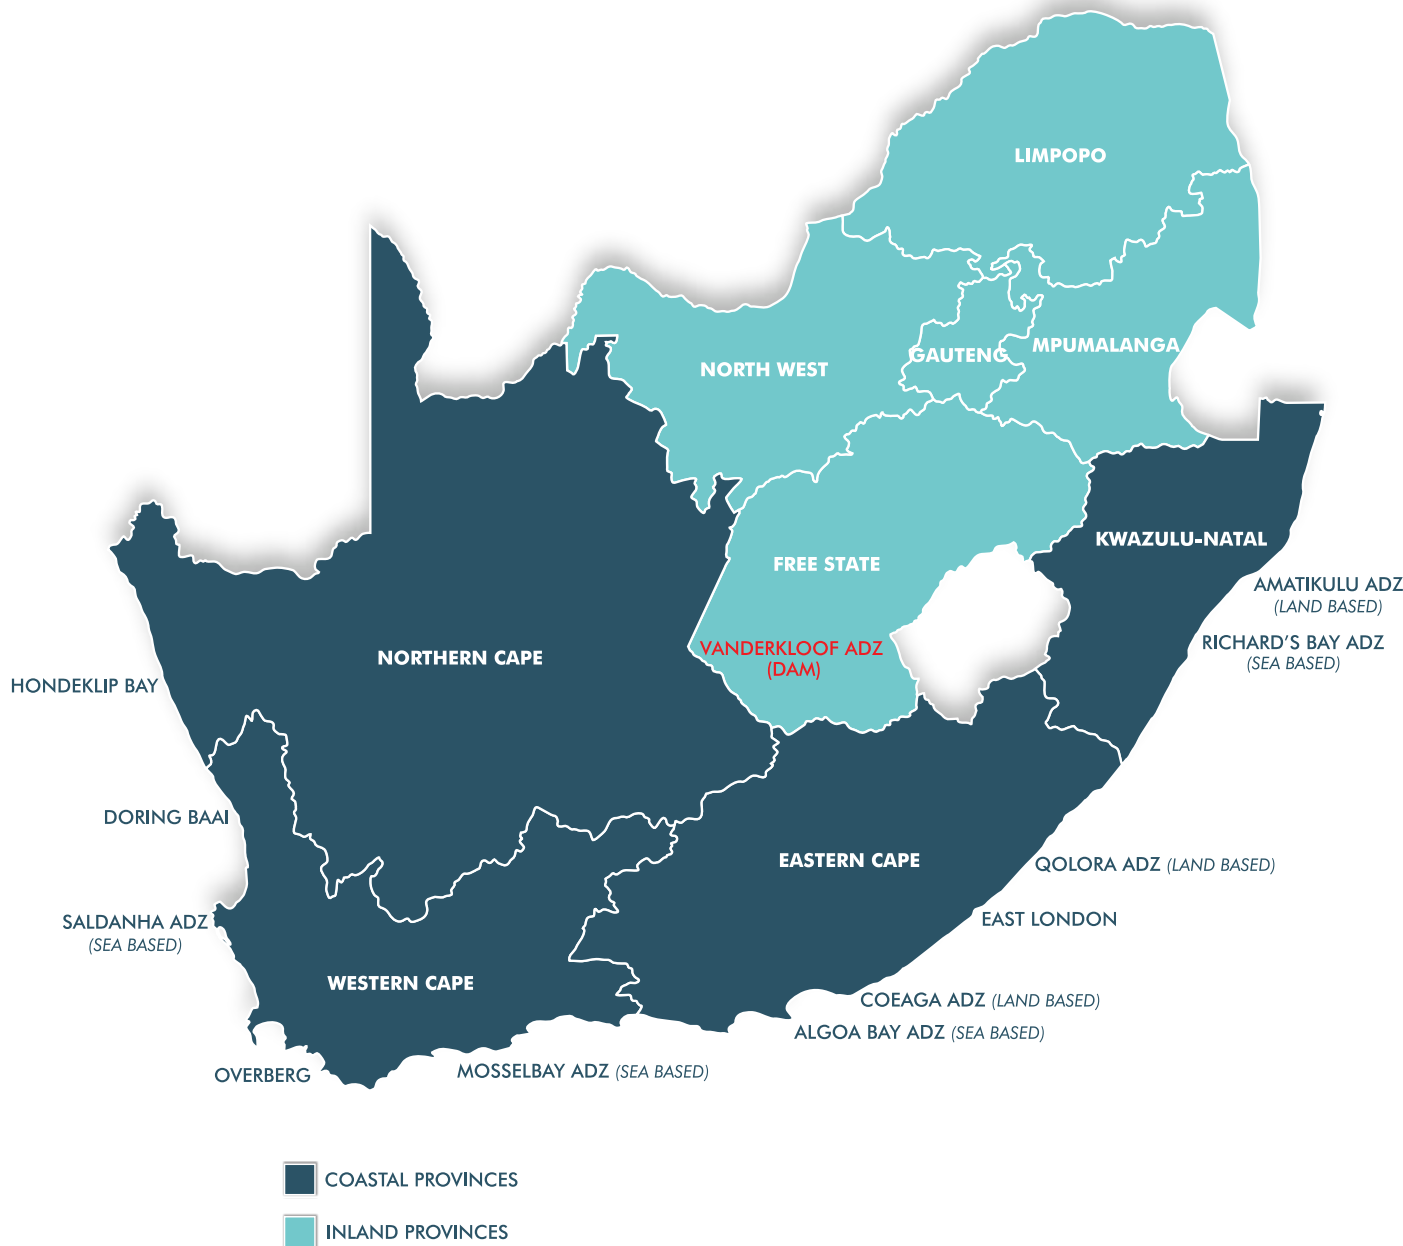 LIMPOPO
MPUMALANGA
GAUTENG
NORTH WEST
KWAZULU-NATAL
FREE STATE
AMATIKULU ADZ
(LAND BASED)
RICHARD'S BAY ADZ
(SEA BASED)
VANDERKLOOF ADZ
(DAM)
NORTHERN CAPE
HONDEKLIP BAY
DORING BAAI
EASTERN CAPE
QOLORA ADZ (LAND BASED)
EAST LONDON
SALDANHA ADZ
(SEA BASED)
WESTERN CAPE
COEAGA ADZ (LAND BASED)
ALGOA BAY ADZ (SEA BASED)
OVERBERG
MOSSELBAY ADZ (SEA BASED)
COASTAL PROVINCES
INLAND PROVINCES